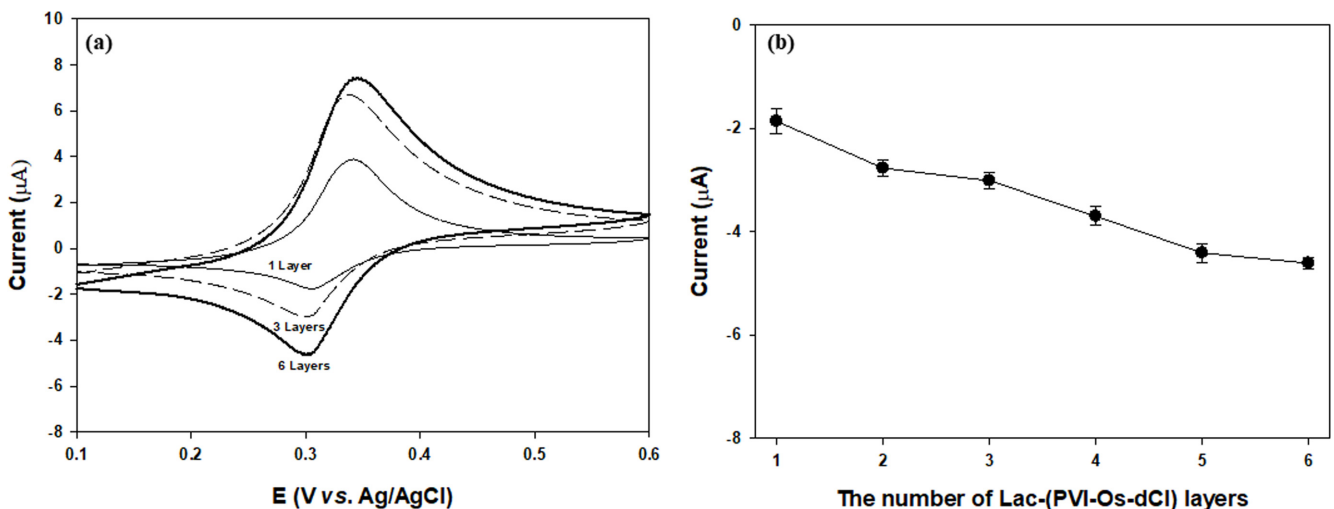 (a)
10
8
6
4
2
0
-2
-4
-6
-8
Current (μA)
1 Layer
3 Layers
6 Layers
0.1 0.2 0.3 0.4 0.5 0.6
E (V vs. Ag/AgCl)
(b)
-0
-2
-4
-6
-8
Current (μA)
1 2 3 4 5 6
The number of Lac-(PVI-Os-dCl) layers